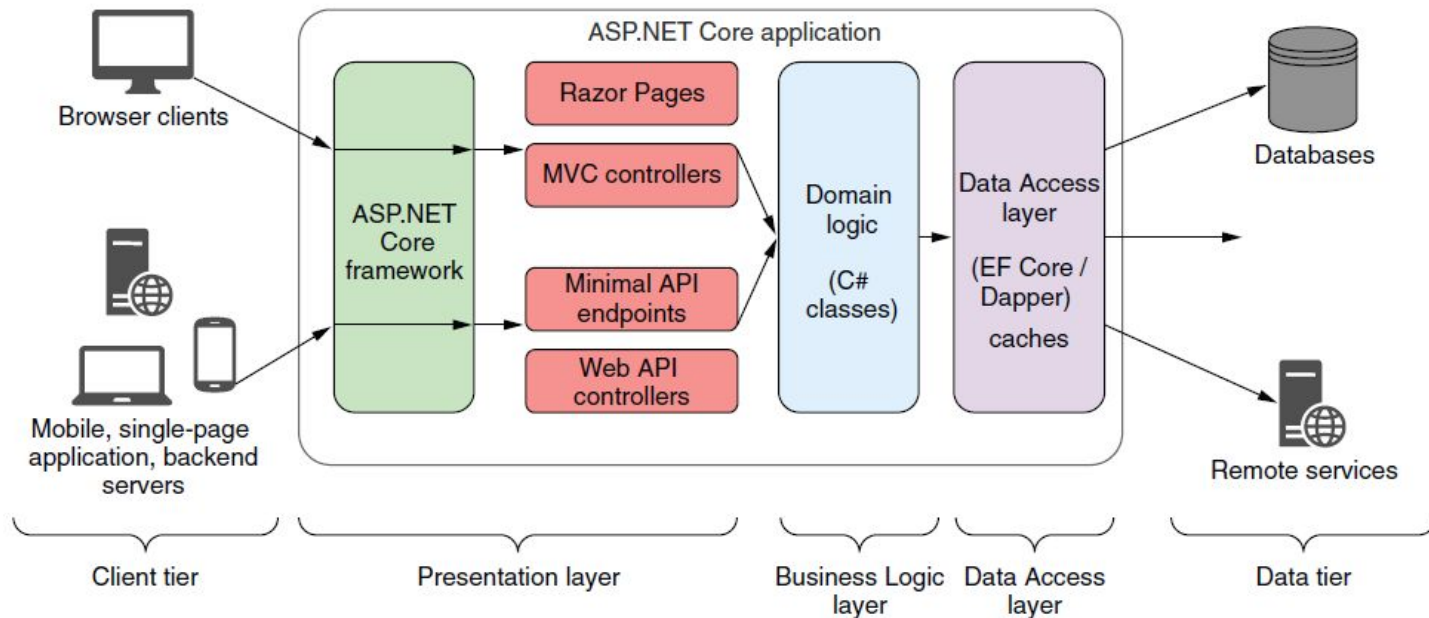 ASP.NET Core application
Browser clients
Mobile, single-page
application, backend
servers
ASP.NET
Core
framework
Razor Pages
MVC controllers
Minimal API
endpoints
Web API
controllers
Domain
logic
(C#
classes)
Data Access
layer
(EF Core /
Dapper)
caches
Databases
Remote services
Client tier
Presentation layer
Business Logic
layer
Data Access
layer
Data tier